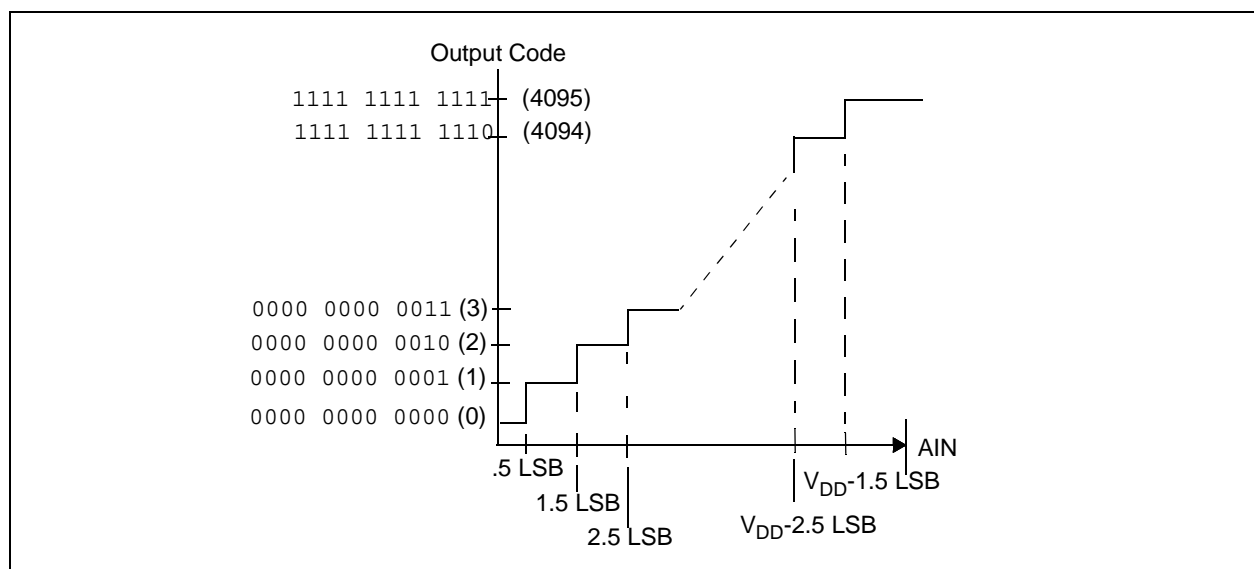 Output Code
1111 1111 1111 (4095)
1111 1111 1110 (4094)
0000 0000 0011 (3)
0000 0000 0010 (2)
0000 0000 0001 (1)
0000 0000 0000 (0)
AIN
.5 LSB
V_DD-1.5 LSB
1.5 LSB
V_DD-2.5 LSB
2.5 LSB